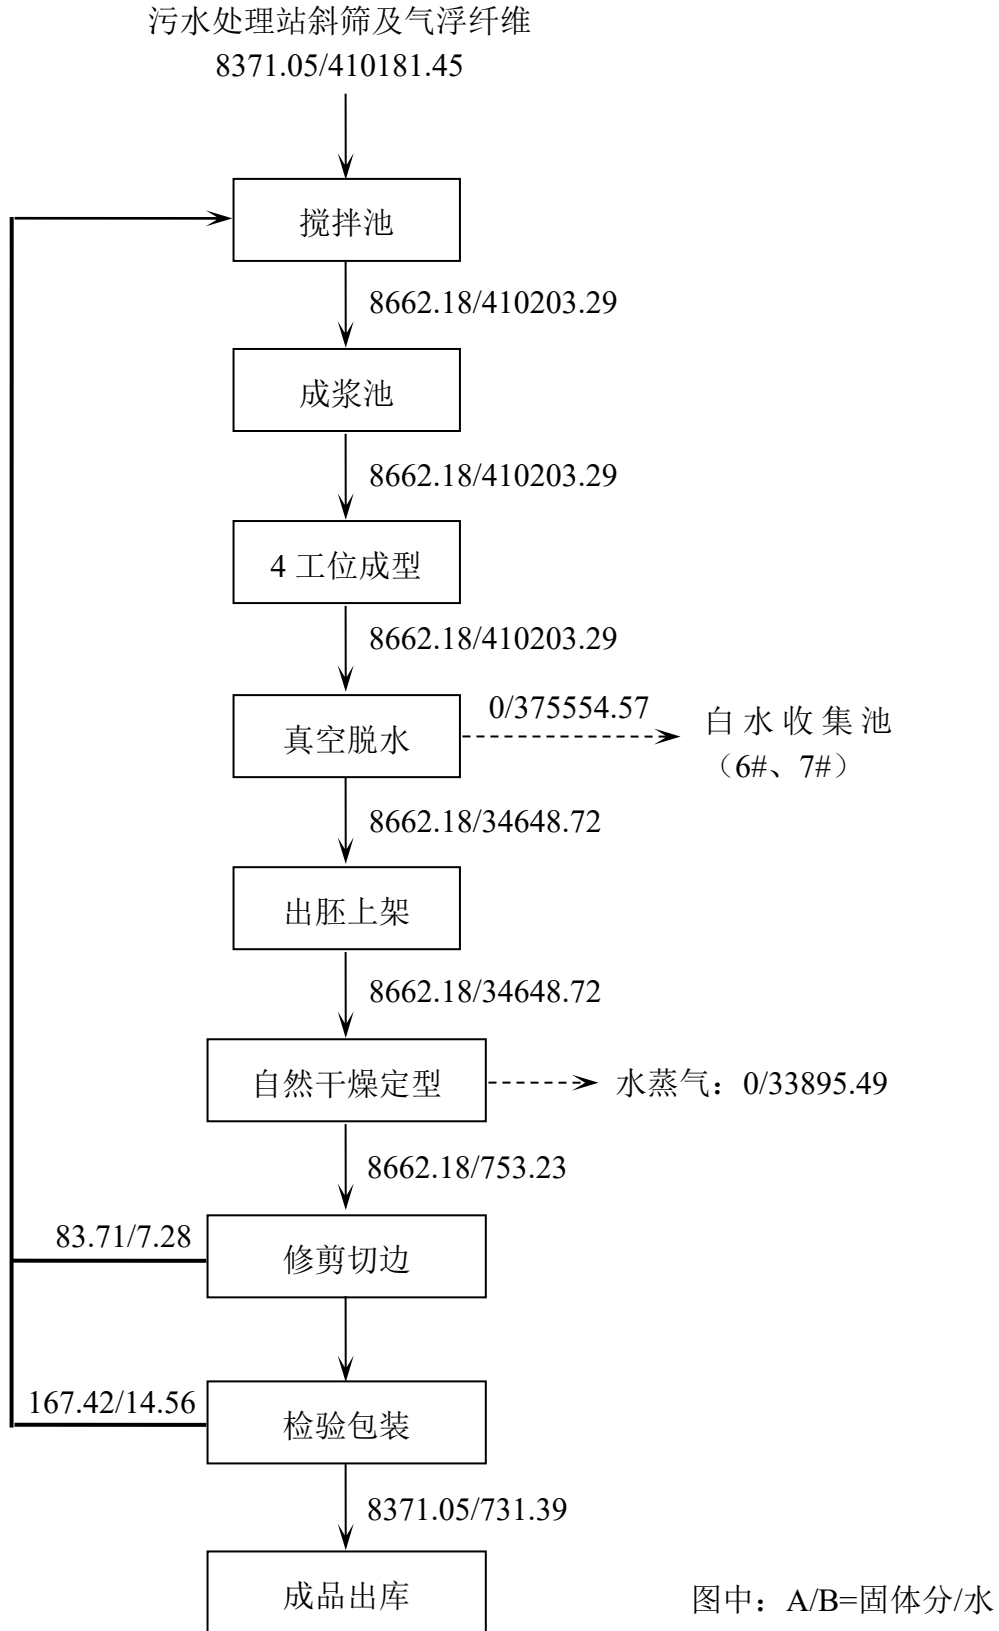 污水处理站斜筛及气浮纤维
8371.05/410181.45
搅拌池
8662.18/410203.29
成浆池
8662.18/410203.29
4 工位成型
8662.18/410203.29
0/375554.57
真空脱水
白水收集池
（6#、7#）
8662.18/34648.72
出胚上架
8662.18/34648.72
自然干燥定型
水蒸气：0/33895.49
8662.18/753.23
83.71/7.28
修剪切边
167.42/14.56
检验包装
8371.05/731.39
成品出库
图中：A/B=固体分/水